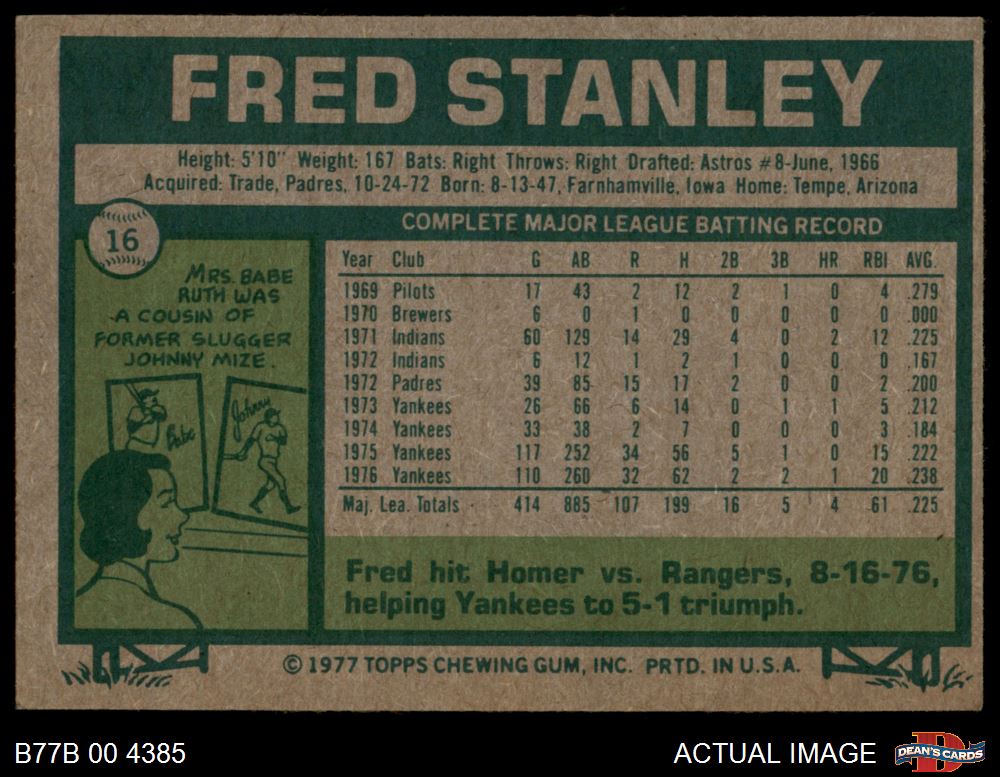 FRED STANLEY
Height: 5'10" Weight: 167 Bats: Right Throws: Right Drafted: Astros #8-June, 1966
Acquired: Trade, Padres, 10-24-72 Born: 8-13-47, Farnhamville, Iowa Home: Tempe, Arizona
16
COMPLETE MAJOR LEAGUE BATTING RECORD
MRS. BABE
RUTH WAS
A COUSIN OF
FORMER SLUGGER
JOHNNY MIZE.
Babe
Johnny
Year Club G AB R H 2B 3B HR RBI AVG.
1969 Pilots 17 43 2 12 2 1 0 4 .279
1970 Brewers 6 0 1 0 0 0 0 0 .000
1971 Indians 60 129 14 29 4 0 2 12 .225
1972 Indians 6 12 1 2 1 0 0 0 .167
1972 Padres 39 85 15 17 2 0 0 2 .200
1973 Yankees 26 66 6 14 0 1 1 5 .212
1974 Yankees 33 38 2 7 0 0 0 3 .184
1975 Yankees 117 252 34 56 5 1 0 15 .222
1976 Yankees 110 260 32 62 2 2 1 20 .238
Maj. Lea. Totals 414 885 107 199 16 5 4 61 .225
Fred hit Homer vs. Rangers, 8-16-76,
helping Yankees to 5-1 triumph.
© 1977 TOPPS CHEWING GUM, INC. PRTD. IN U.S.A.
B77B 00 4385
ACTUAL IMAGE
D
DEAN'S CARDS